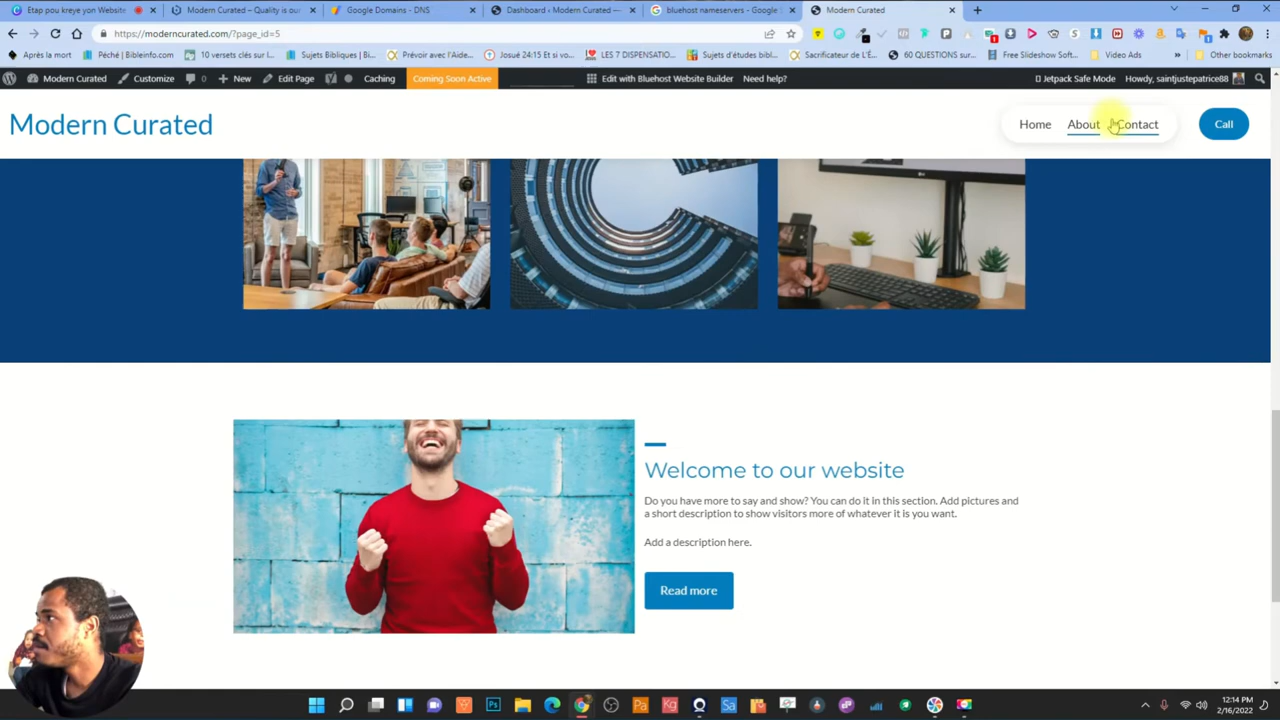 Etap pou kreye yon Website
Modern Curated – Quality is our
Google Domains - DNS
Dashboard ‹ Modern Curated —
bluehost nameservers - Google
Modern Curated
https://moderncurated.com/?page_id=5
Après la mort
Péché | Bibleinfo.com
10 versets clés sur l...
Sujets Bibliques | Bi...
Prévoir avec l'Aide...
Josué 24:15 Et si vo...
LES 7 DISPENSATIO...
Sujets d'études bibl...
Sacrificateur de L'É...
60 QUESTIONS sur...
Free Slideshow Soft...
Video Ads
»
Other bookmarks
Modern Curated
Customize
0
New
Edit Page
Caching
Coming Soon Active
Edit with Bluehost Website Builder
Need help?
Jetpack Safe Mode
Howdy, saintjustepatrice88
Modern Curated
Home
About
Contact
Call
Welcome to our website
Do you have more to say and show? You can do it in this section. Add pictures and
a short description to show visitors more of whatever it is you want.
Add a description here.
Read more
12:14 PM
2/16/2022